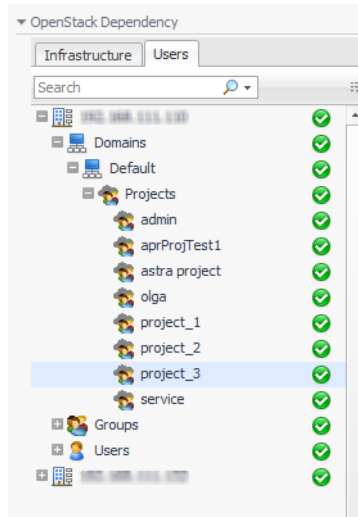 OpenStack Dependency
Infrastructure Users
Search
Domains
Default
Projects
admin
aprProjTest1
astra project
olga
project_1
project_2
project_3
service
Groups
Users